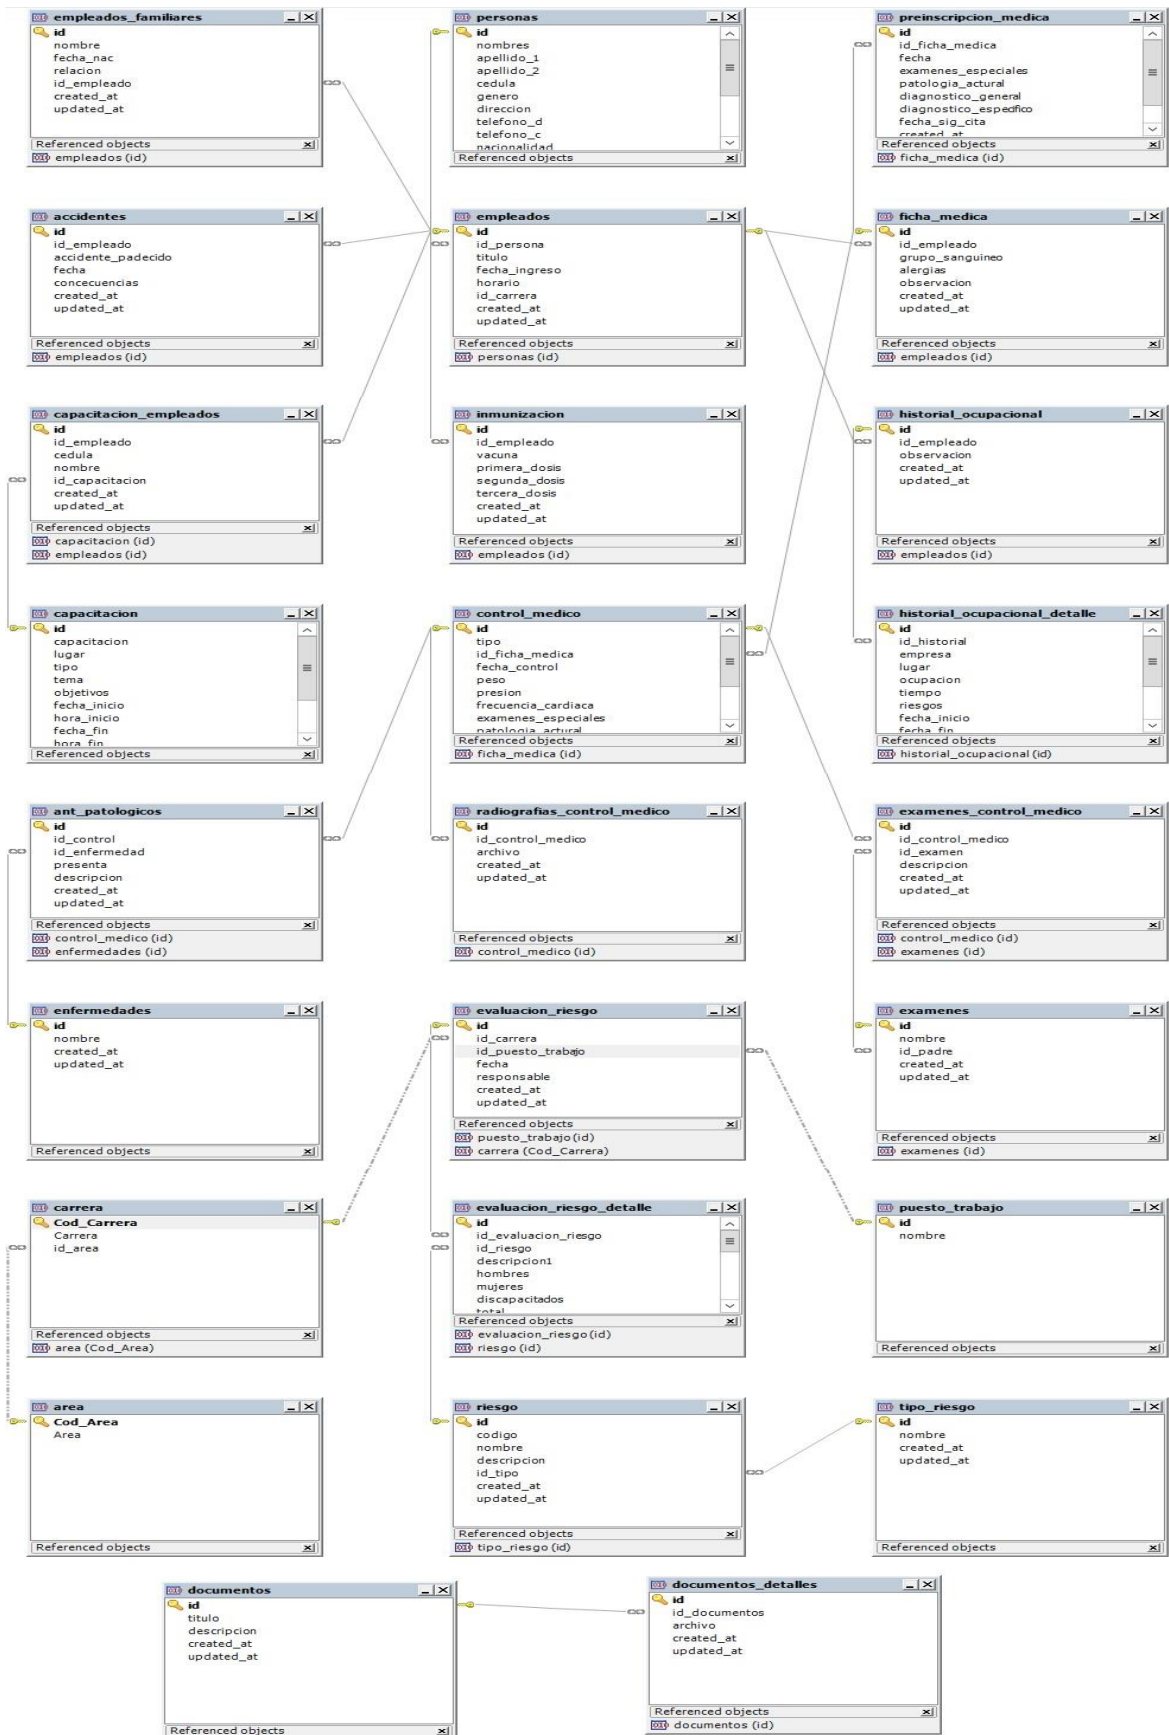 empleados_familiares
id
nombre
fecha_nac
relacion
id_empleado
created_at
updated_at
Referenced objects
empleados (id)
personas
id
nombres
apellido_1
apellido_2
cedula
genero
direccion
telefono_d
telefono_c
nacionalidad
Referenced objects
preinscripcion_medica
id
id_ficha_medica
fecha
examenes_especiales
patologia_actural
diagnostico_general
diagnostico_espedfico
fecha_sig_cita
created_at
Referenced objects
ficha_medica (id)
accidentes
id
id_empleado
accidente_padecido
fecha
concecuencias
created_at
updated_at
Referenced objects
empleados (id)
empleados
id
id_persona
titulo
fecha_ingreso
horario
id_carrera
created_at
updated_at
Referenced objects
personas (id)
ficha_medica
id
id_empleado
grupo_sanguineo
alergias
observacion
created_at
updated_at
Referenced objects
empleados (id)
capacitacion_empleados
id
id_empleado
cedula
nombre
id_capacitacion
created_at
updated_at
Referenced objects
capacitacion (id)
empleados (id)
inmunizacion
id
id_empleado
vacuna
primera_dosis
segunda_dosis
tercera_dosis
created_at
updated_at
Referenced objects
empleados (id)
historial_ocupacional
id
id_empleado
observacion
created_at
updated_at
Referenced objects
empleados (id)
capacitacion
id
capacitacion
lugar
tipo
tema
objetivos
fecha_inicio
hora_inicio
fecha_fin
hora_fin
Referenced objects
control_medico
id
tipo
id_ficha_medica
fecha_control
peso
presion
frecuencia_cardiaca
examenes_especiales
patologia_actural
Referenced objects
ficha_medica (id)
historial_ocupacional_detalle
id
id_historial
empresa
lugar
ocupacion
tiempo
riesgos
fecha_inicio
fecha_fin
Referenced objects
historial_ocupacional (id)
ant_patologicos
id
id_control
id_enfermedad
presenta
descripcion
created_at
updated_at
Referenced objects
control_medico (id)
enfermedades (id)
radiografias_control_medico
id
id_control_medico
archivo
created_at
updated_at
Referenced objects
control_medico (id)
examenes_control_medico
id
id_control_medico
id_examen
descripcion
created_at
updated_at
Referenced objects
control_medico (id)
examenes (id)
enfermedades
id
nombre
created_at
updated_at
Referenced objects
evaluacion_riesgo
id
id_carrera
id_puesto_trabajo
fecha
responsable
created_at
updated_at
Referenced objects
puesto_trabajo (id)
carrera (Cod_Carrera)
examenes
id
nombre
id_padre
created_at
updated_at
Referenced objects
examenes (id)
carrera
Cod_Carrera
Carrera
id_area
Referenced objects
area (Cod_Area)
evaluacion_riesgo_detalle
id
id_evaluacion_riesgo
id_riesgo
descripcion1
hombres
mujeres
discapacitados
total
Referenced objects
evaluacion_riesgo (id)
riesgo (id)
puesto_trabajo
id
nombre
Referenced objects
area
Cod_Area
Area
Referenced objects
riesgo
id
codigo
nombre
descripcion
id_tipo
created_at
updated_at
Referenced objects
tipo_riesgo (id)
tipo_riesgo
id
nombre
created_at
updated_at
Referenced objects
documentos
id
titulo
descripcion
created_at
updated_at
Referenced objects
documentos_detalles
id
id_documentos
archivo
created_at
updated_at
Referenced objects
documentos (id)